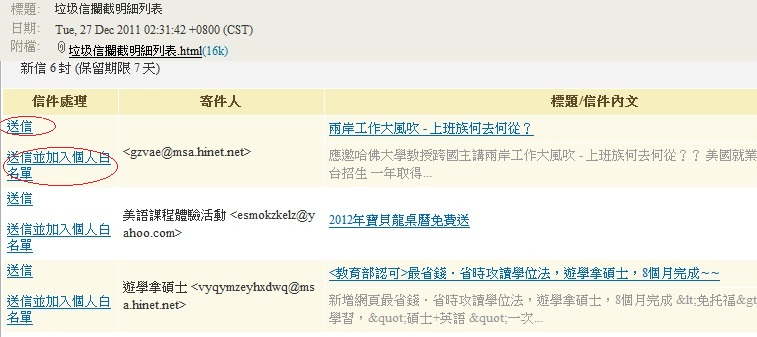 標題: 垃圾信攔截明細列表
日期: Tue, 27 Dec 2011 02:31:42 +0800 (CST)
附檔: 垃圾信攔截明細列表.html(16k)
新信 6 封 (保留期限 7 天)
信件處理 寄件人 標題/信件內文
送信
送信並加入個人白
名單
<gzvae@msa.hinet.net>
兩岸工作大風吹 - 上班族何去何從？
應邀哈佛大學教授跨國主講兩岸工作大風吹 - 上班族何去何從？？ 美國就業
台招生 一年取得...
送信
送信並加入個人白
名單
美語課程體驗活動 <esmokzkelz@y
ahoo.com>
2012年寶貝龍桌曆免費送
送信
送信並加入個人白
名單
遊學拿碩士 <vyqymzeyhxdwq@ms
a.hinet.net>
<教育部認可>最省錢．省時攻讀學位法，遊學拿碩士，8個月完成~~
新增網頁最省錢．省時攻讀學位法，遊學拿碩士，8個月完成 &lt;免托福&gt
學習，&quot;碩士+英語 &quot;一次...